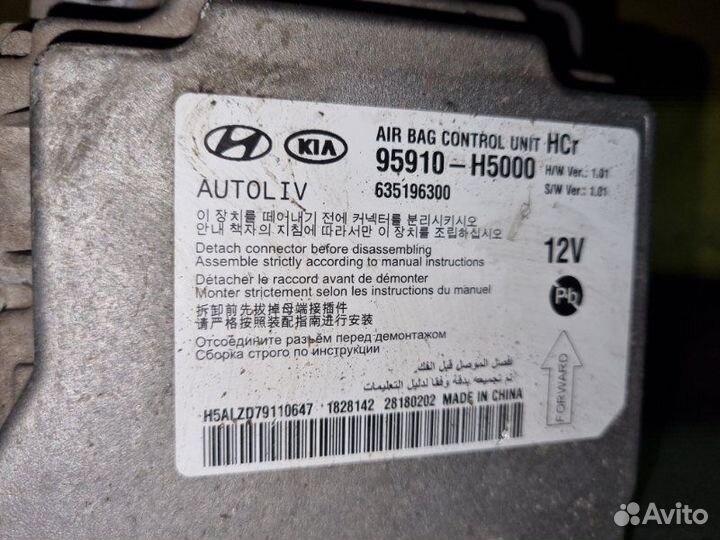 KIA
AIR BAG CONTROL UNIT HCr
95910-H5000
H/W Ver.: 1.01
S/W Ver.: 1.01
AUTOLIV
635196300
이 장치를 떼어내기 전에 커넥터를 분리시키시오
안내 책자의 지침에 따라서만 이 장치를 조립하십시오
Detach connector before disassembling
Assemble strictly according to manual instructions
12V
Détacher le raccord avant de démonter
Monter strictement selon les instructions du manuel
Pb
拆卸前先拔掉母端接插件
请严格按照装配指南进行安装
Отсоедините разъём перед демонтажом
Сборка строго по инструкции
افصل الموصل قبل الفك.
تم تجميعه بدقة وفقا لدليل التعليمات
FORWARD
H5ALZD79110647 1828142 28180202 MADE IN CHINA
Avito